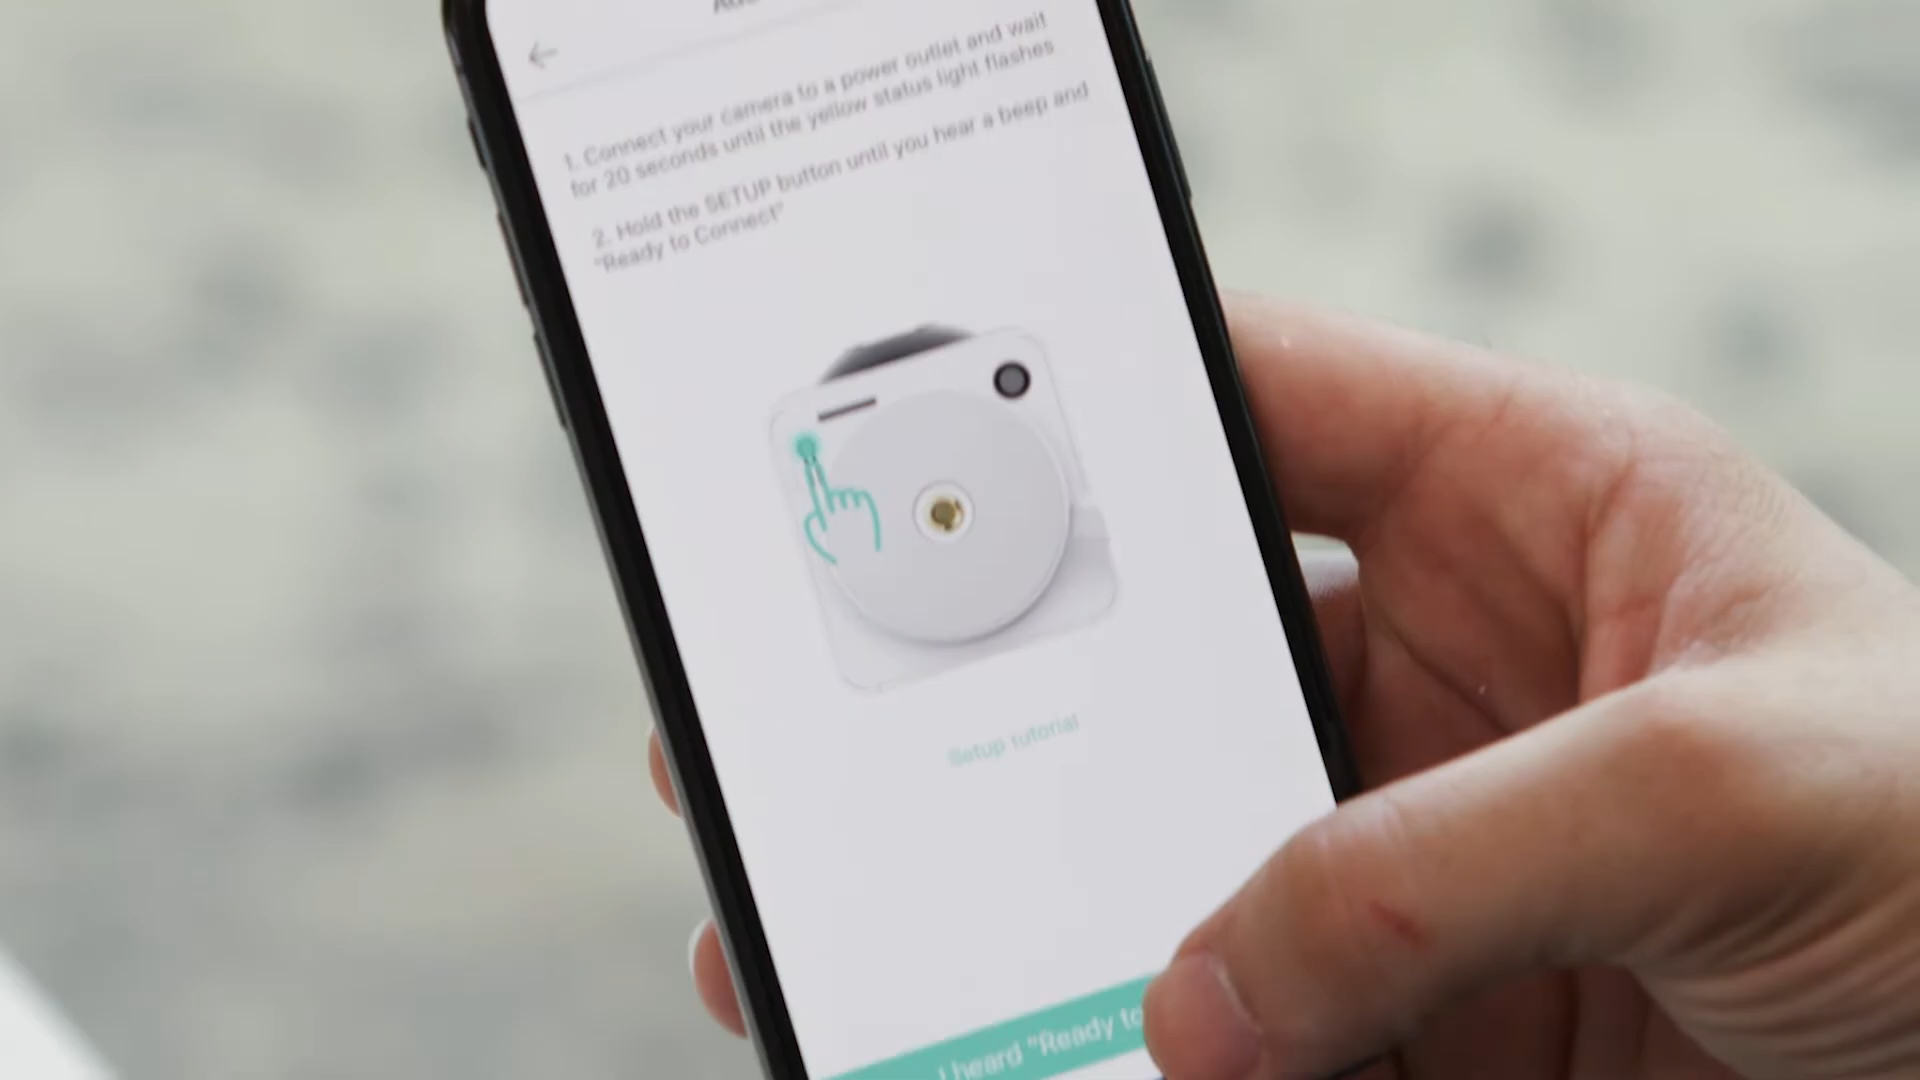 1. Connect your camera to a power outlet and wait
for 20 seconds until the yellow status light flashes
2. Hold the SETUP button until you hear a beep and
"Ready to Connect"
Setup tutorial
I heard "Ready to